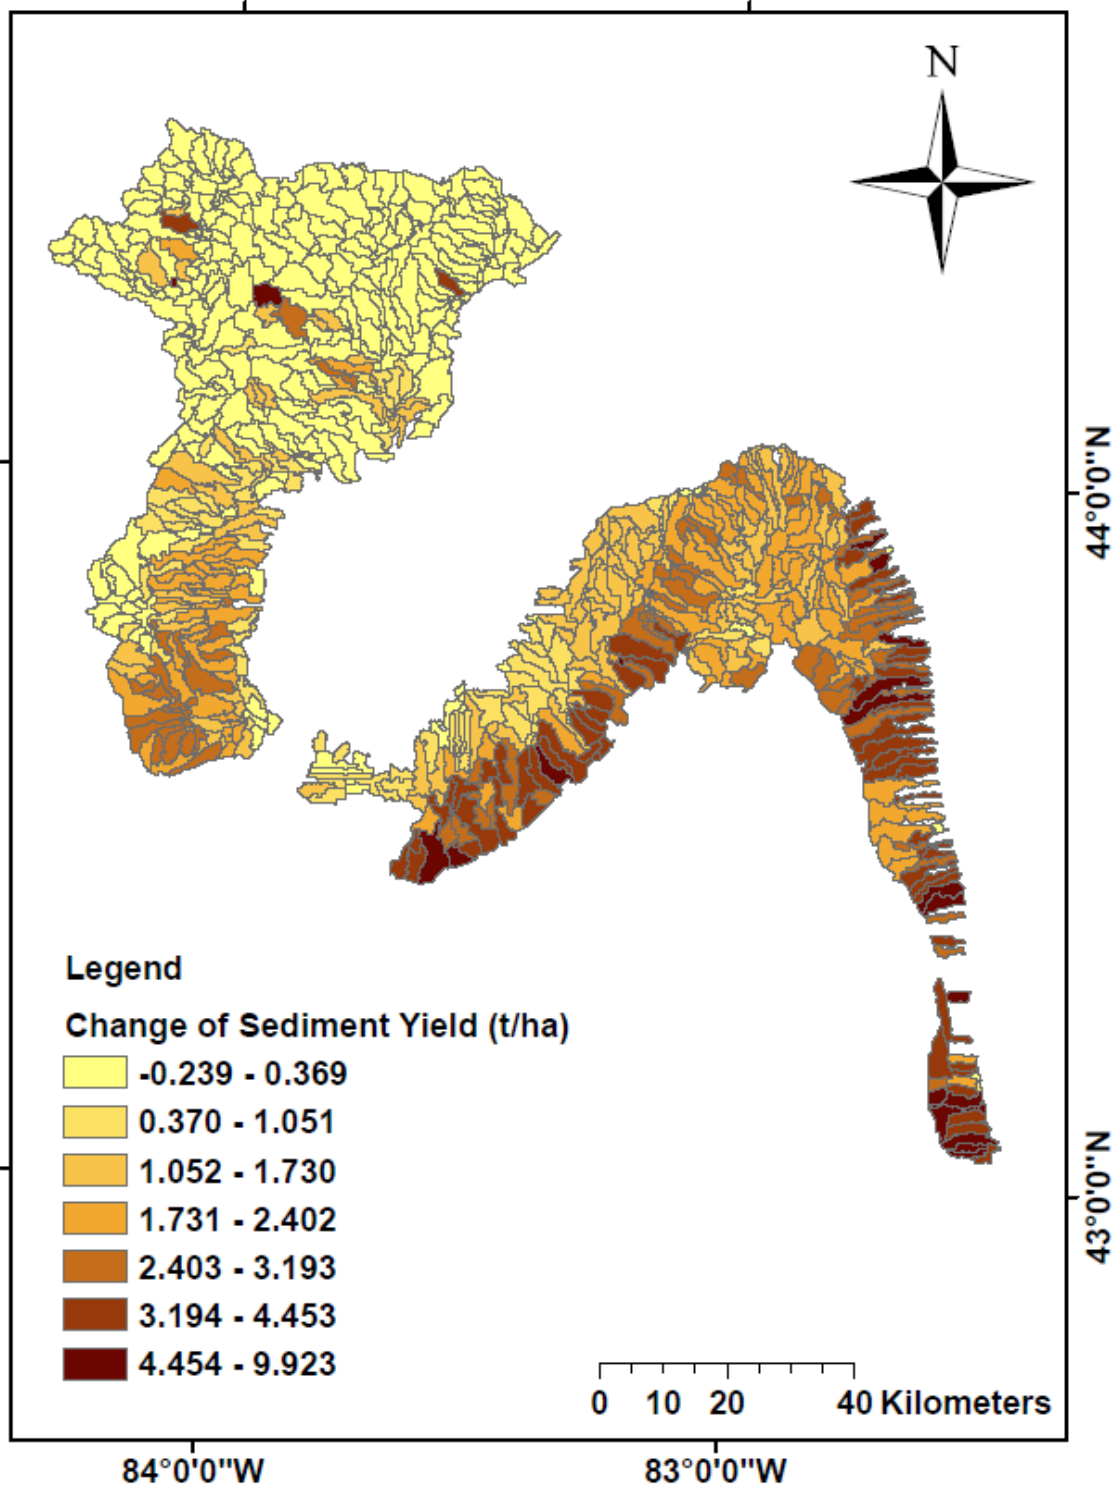 N
44°0'0"N
Legend
Change of Sediment Yield (t/ha)
-0.239 - 0.369
0.370 - 1.051
1.052 - 1.730
1.731 - 2.402
2.403 - 3.193
3.194 - 4.453
4.454 - 9.923
43°0'0"N
0 10 20 40 Kilometers
84°0'0"W 83°0'0"W